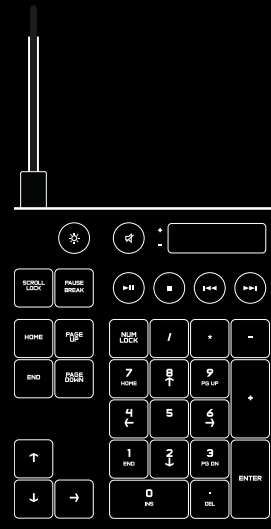 +
-
SCROLL
LOCK
PAUSE
BREAK
HOME
PAGE
UP
NUM
LOCK
/
*
-
END
PAGE
DOWN
7
HOME
8
↑
9
PG UP
+
4
←
5
6
→
↑
1
END
2
↓
3
PG DN
ENTER
↓
→
0
INS
.
DEL